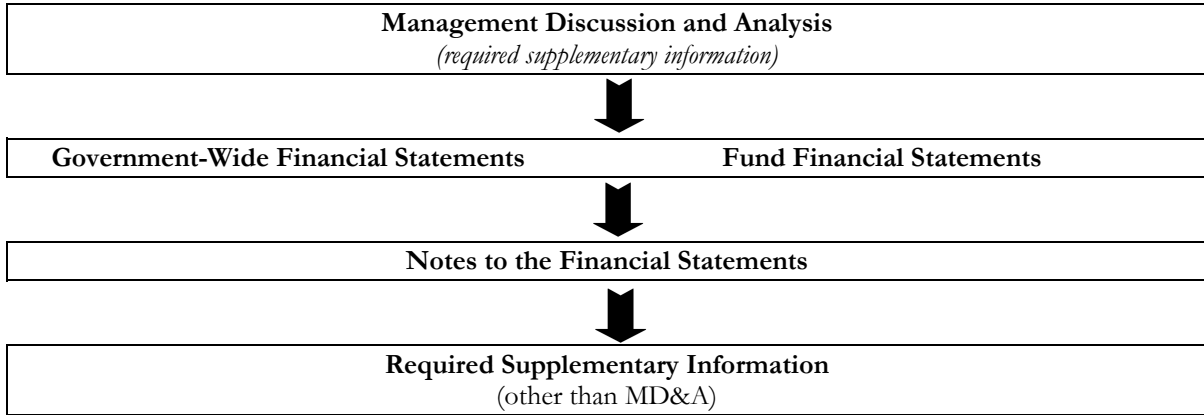 Management Discussion and Analysis
(required supplementary information)
Government-Wide Financial Statements Fund Financial Statements
Notes to the Financial Statements
Required Supplementary Information
(other than MD&A)